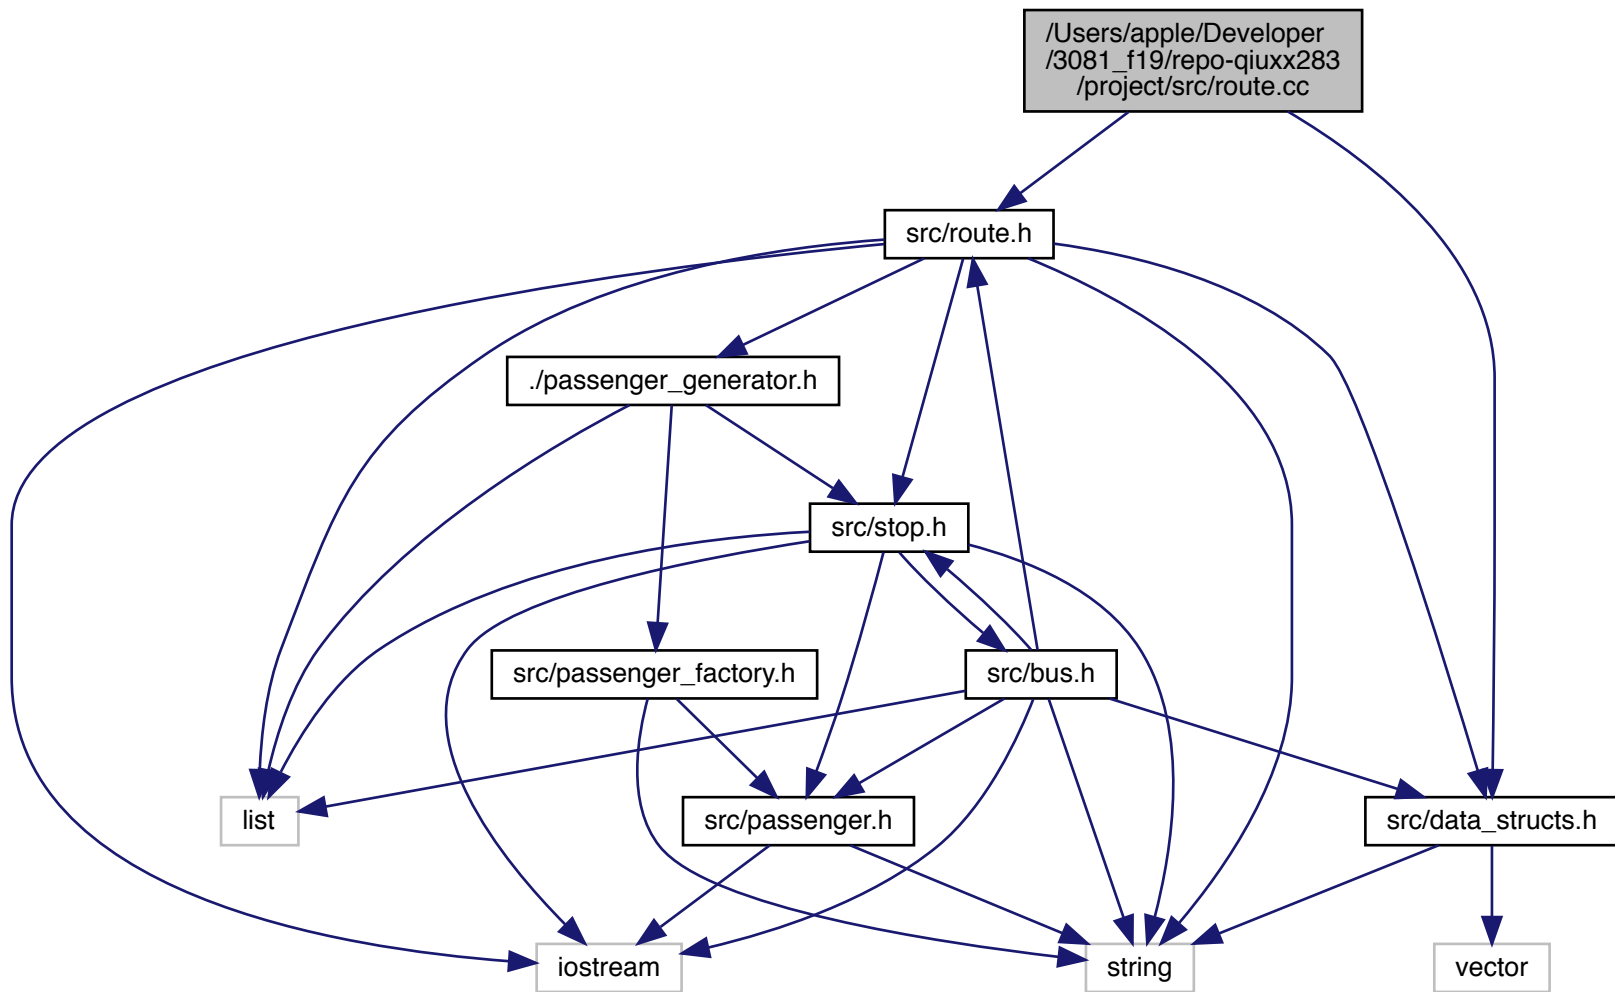 /Users/apple/Developer
/3081_f19/repo-qiuxx283
/project/src/route.cc
src/route.h
./passenger_generator.h
src/stop.h
src/passenger_factory.h
src/bus.h
list
src/passenger.h
src/data_structs.h
iostream
string
vector